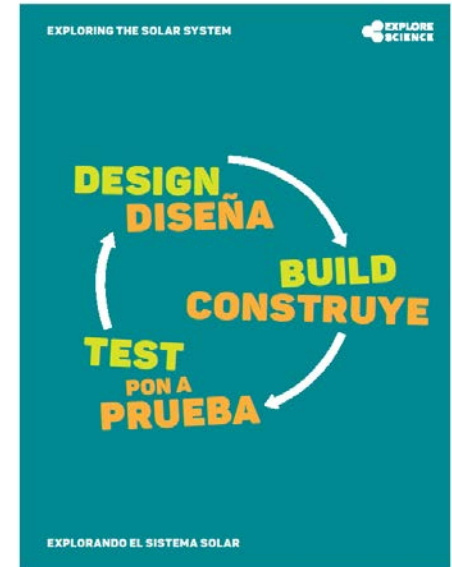 EXPLORING THE SOLAR SYSTEM
EXPLORE
SCIENCE
DESIGN
DISEÑA
BUILD
CONSTRUYE
TEST
PON A
PRUEBA
EXPLORANDO EL SISTEMA SOLAR